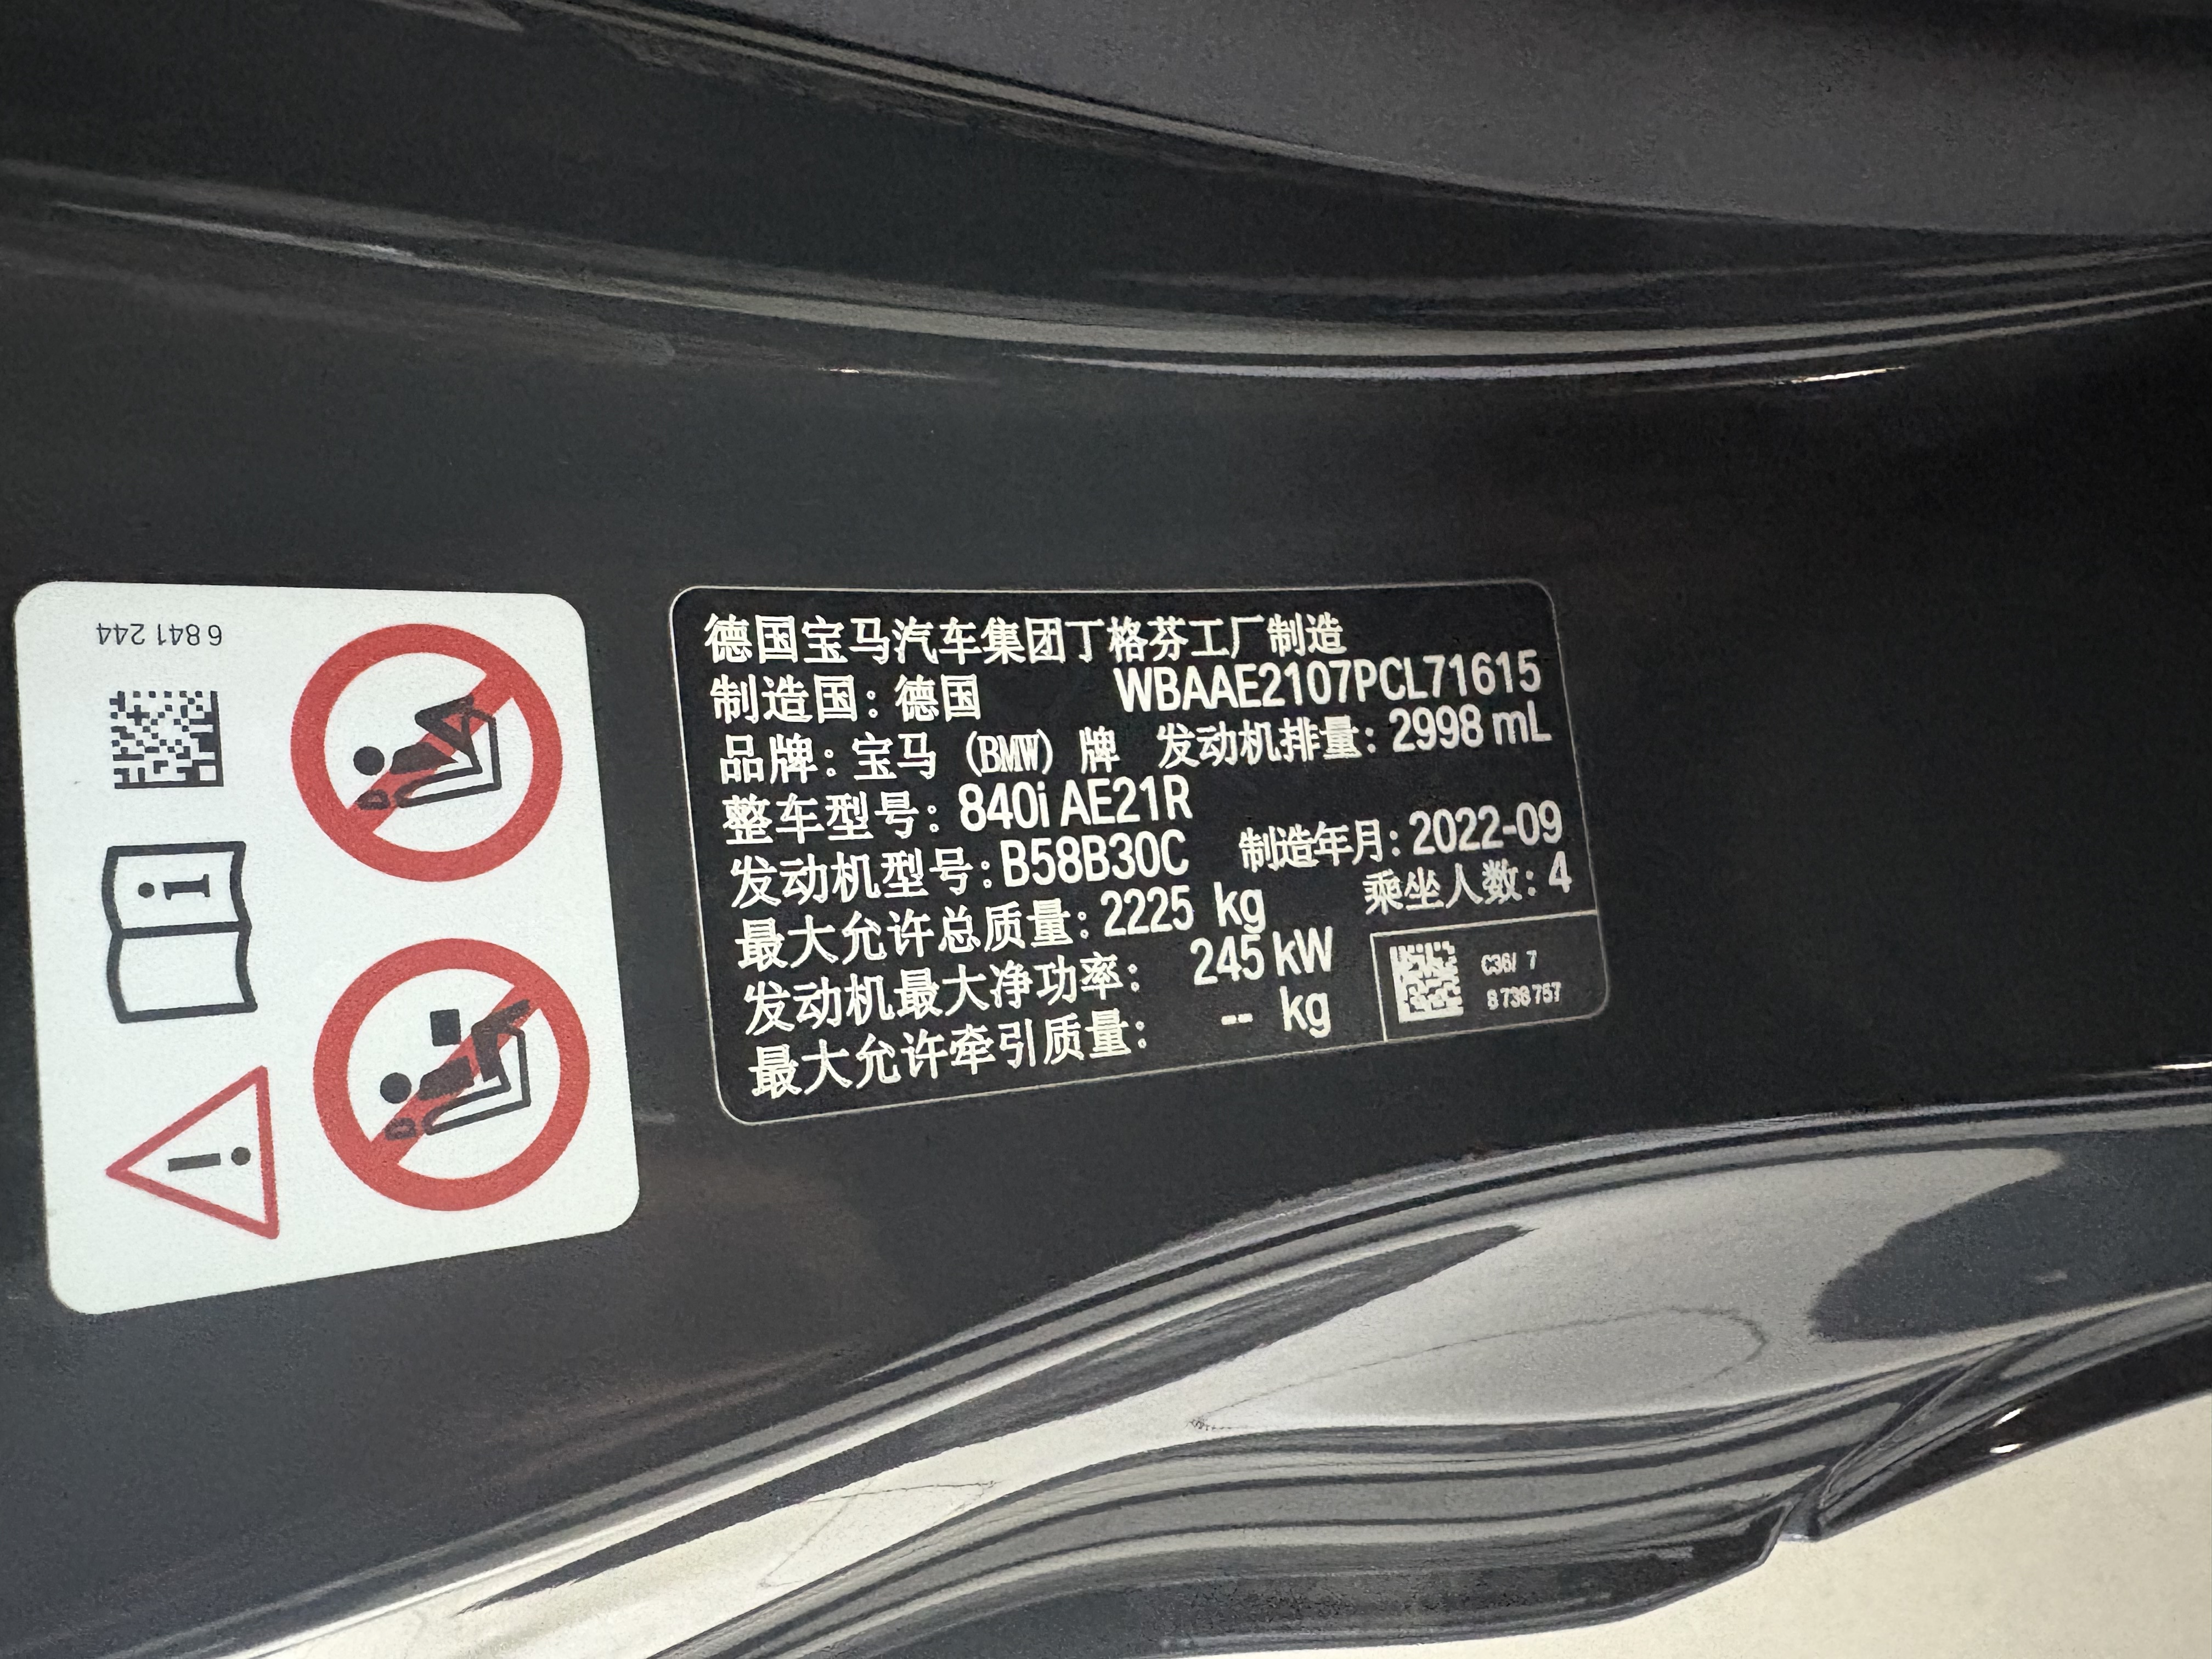 德国宝马汽车集团丁格芬工厂制造
制造国：德国 WBAAE2107PCL71615
品牌：宝马（BMW）牌 发动机排量：2998 mL
整车型号：840i AE21R
发动机型号：B58B30C 制造年月：2022-09
最大允许总质量：2225 kg 乘坐人数：4
发动机最大净功率： 245 kW
最大允许牵引质量： -- kg
C36/ 7
8 738 757
6 841 244